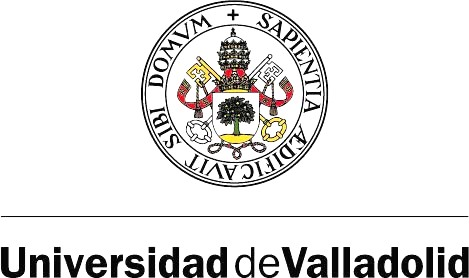 SAPIENTIA ÆDIFICAVIT SIBI DOMVM +
Universidad de Valladolid